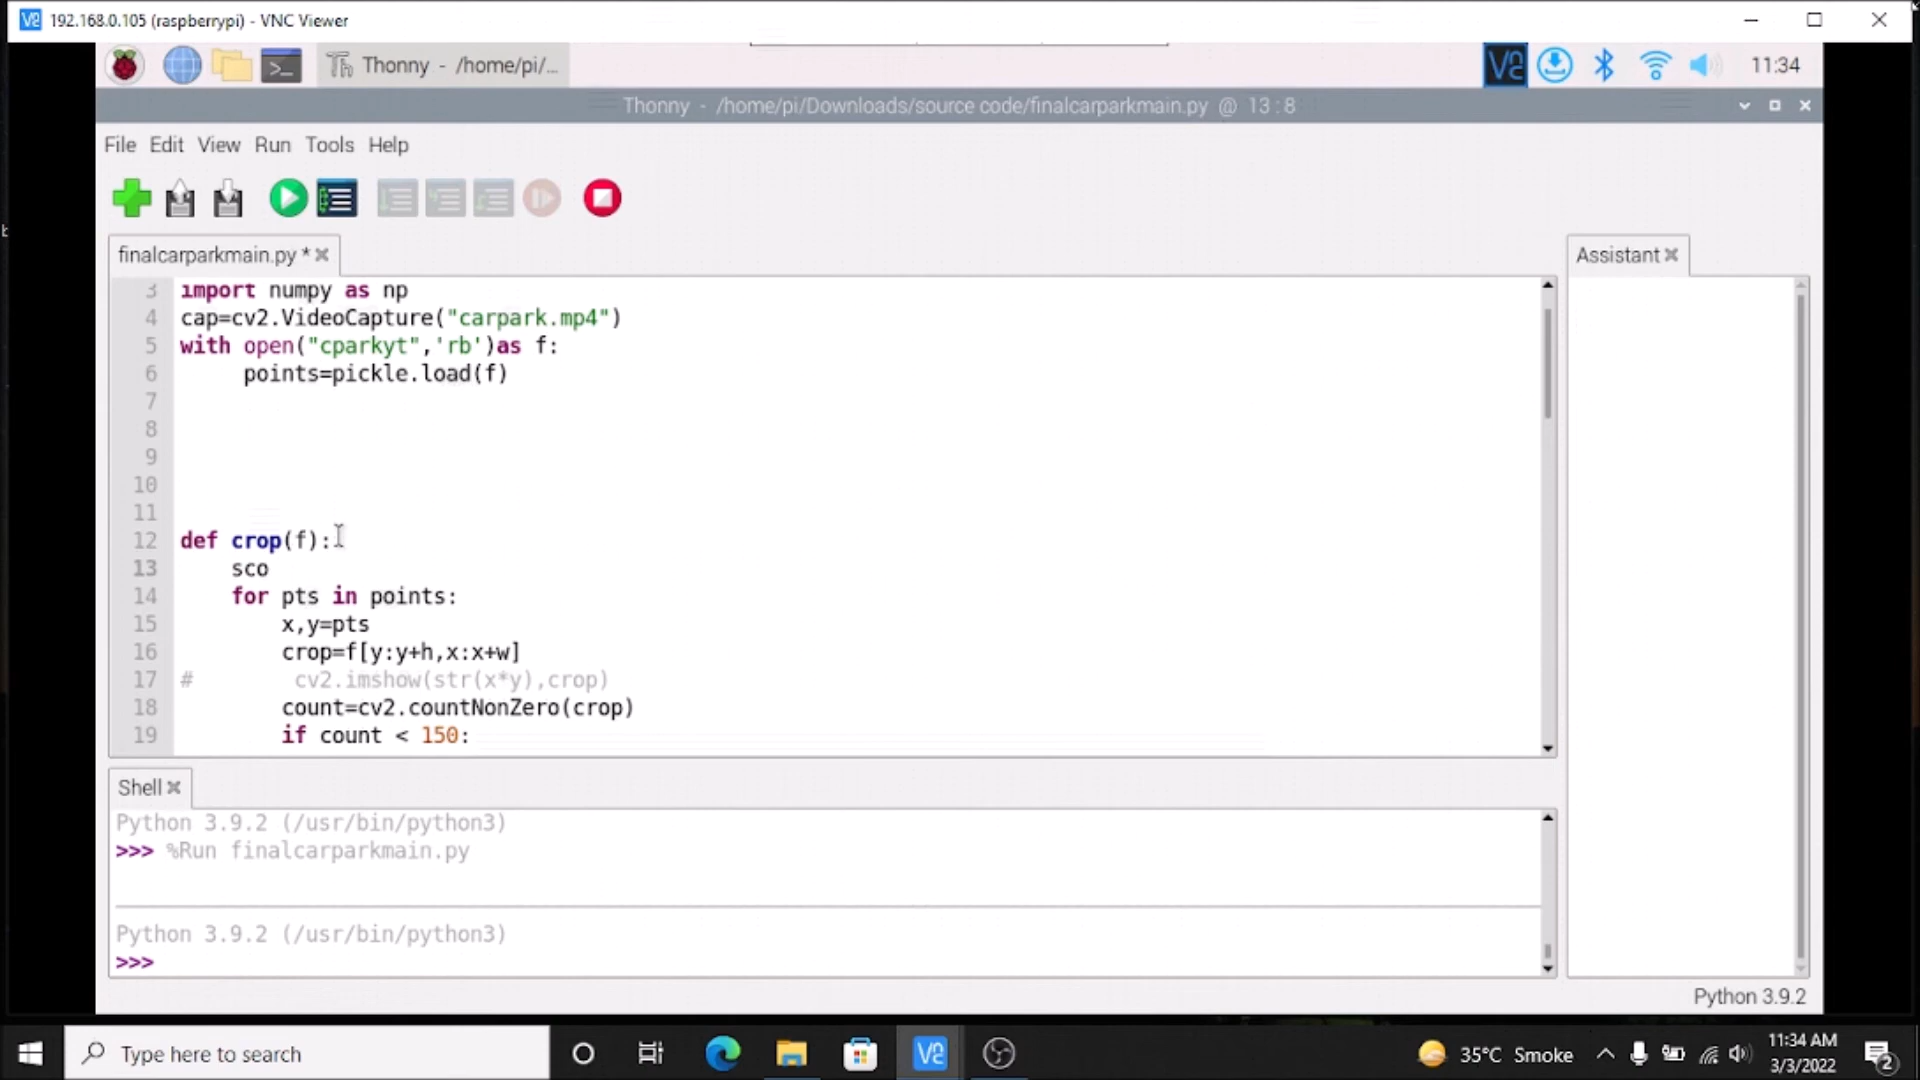 192.168.0.105 (raspberrypi) - VNC Viewer
Thonny - /home/pi/...
11:34
Thonny - /home/pi/Downloads/source code/finalcarparkmain.py @ 13 : 8
File Edit View Run Tools Help
finalcarparkmain.py *
Assistant
3 import numpy as np
4 cap=cv2.VideoCapture("carpark.mp4")
5 with open("cparkyt",'rb')as f:
6 points=pickle.load(f)
7
8
9
10
11
12 def crop(f):
13 sco
14 for pts in points:
15 x,y=pts
16 crop=f[y:y+h,x:x+w]
17 # cv2.imshow(str(x*y),crop)
18 count=cv2.countNonZero(crop)
19 if count < 150:
Shell
Python 3.9.2 (/usr/bin/python3)
>>> %Run finalcarparkmain.py
Python 3.9.2 (/usr/bin/python3)
>>>
Python 3.9.2
Type here to search
35°C Smoke
11:34 AM
3/3/2022
2